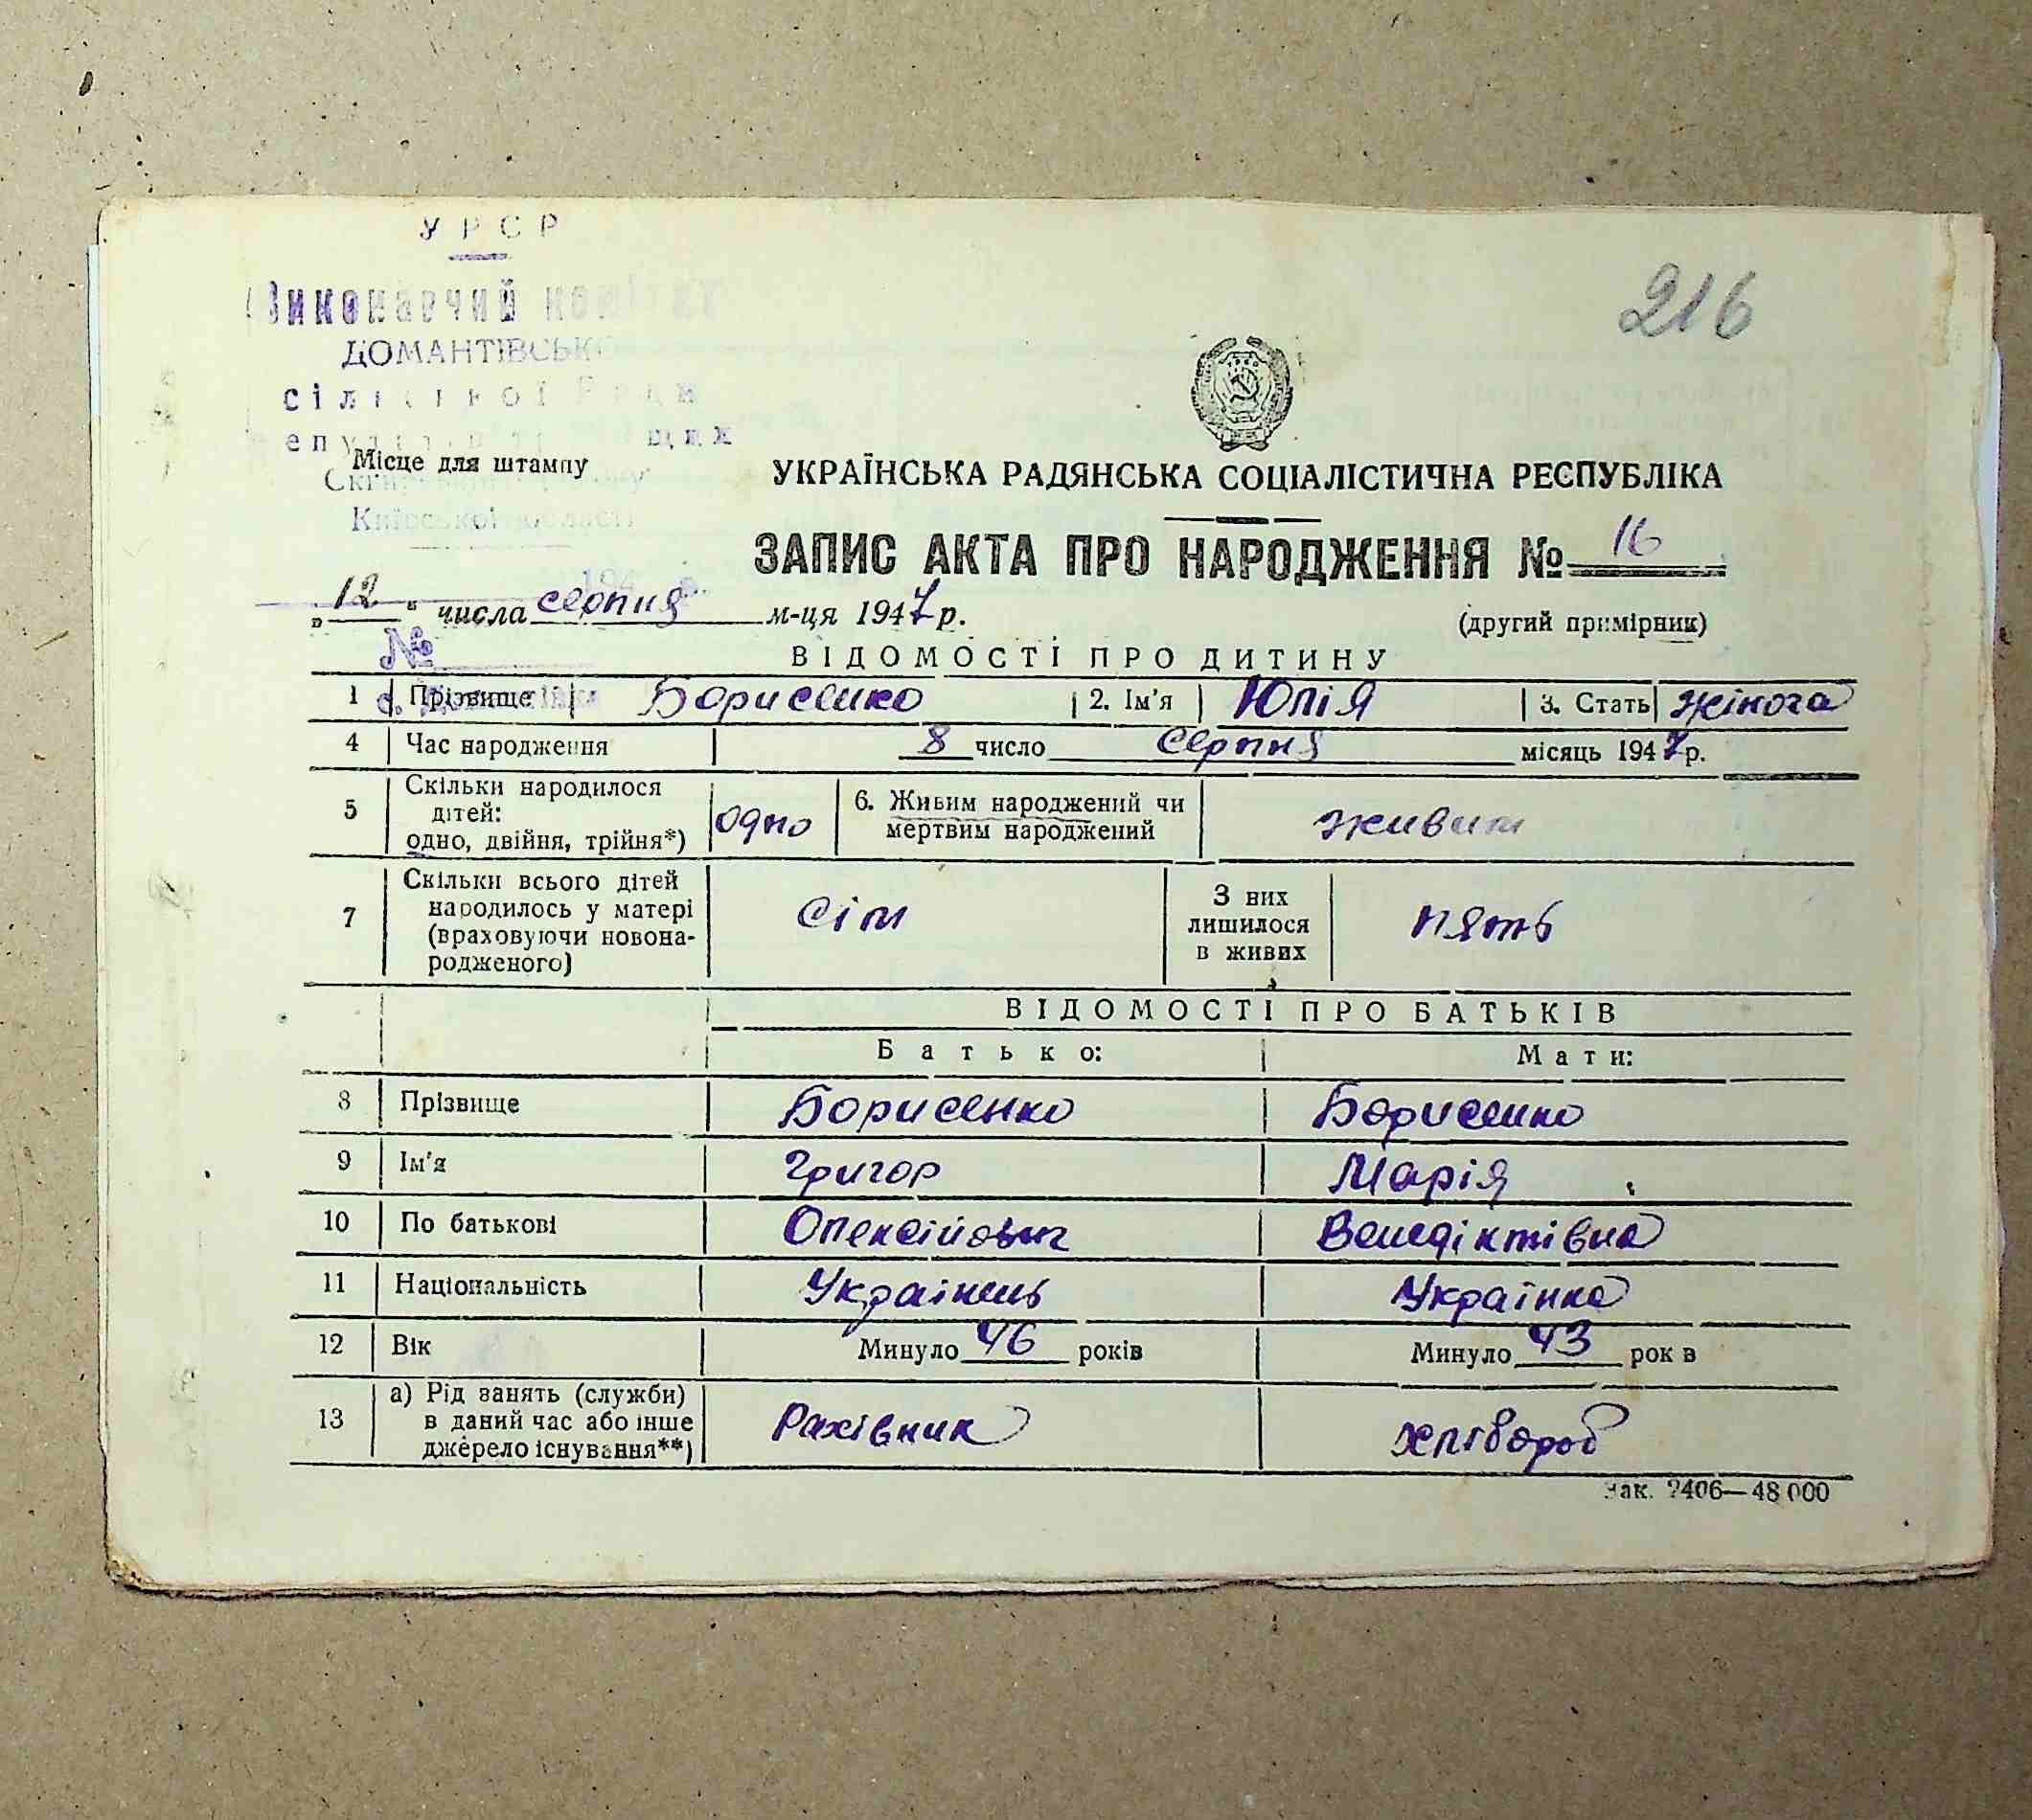 УРСР
Виконавчий комітет
ДОМАНТІВСЬК
сільської Ради
216
Місце для штампу
Київської області
УКРАЇНСЬКА РАДЯНСЬКА СОЦІАЛІСТИЧНА РЕСПУБЛІКА
ЗАПИС АКТА ПРО НАРОДЖЕННЯ № 16
"12" числа серпня м-ця 1947 р.
(другий примірник)
№
ВІДОМОСТІ ПРО ДИТИНУ
1 Прізвище Борисенко 2. Ім'я Юлія 3. Стать жіноча
4 Час народження 8 число серпня місяць 1947 р.
5 Скільки народилося
дітей:
одно, двійня, трійня*) одно 6. Живим народжений чи
мертвим народжений живим
7 Скільки всього дітей
народилось у матері
(враховуючи новона-
родженого) сім З них
лишилося
в живих пять
ВІДОМОСТІ ПРО БАТЬКІВ
Батько: Мати:
8 Прізвище Борисенко Борисенко
9 Ім'я Григор Марія
10 По батькові Олексійович Венедіктівна
11 Національність Українець Українка
12 Вік Минуло 46 років Минуло 43 рок в
13 а) Рід занять (служби)
в даний час або інше
джерело існування**) Рахівник хлібороб
Зак. 2406—48 000